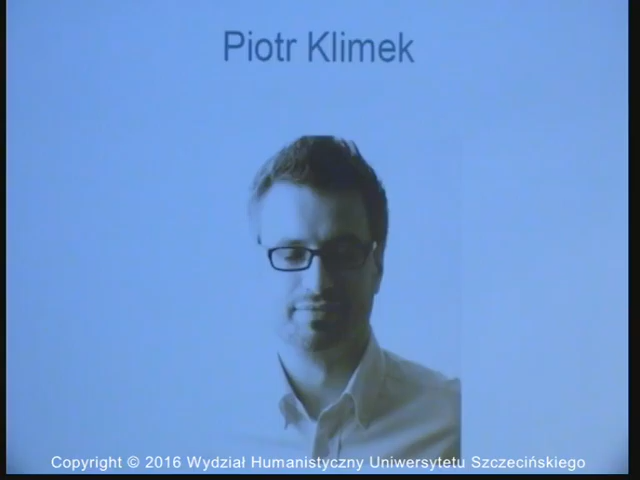 Piotr Klimek
Copyright © 2016 Wydział Humanistyczny Uniwersytetu Szczecińskiego